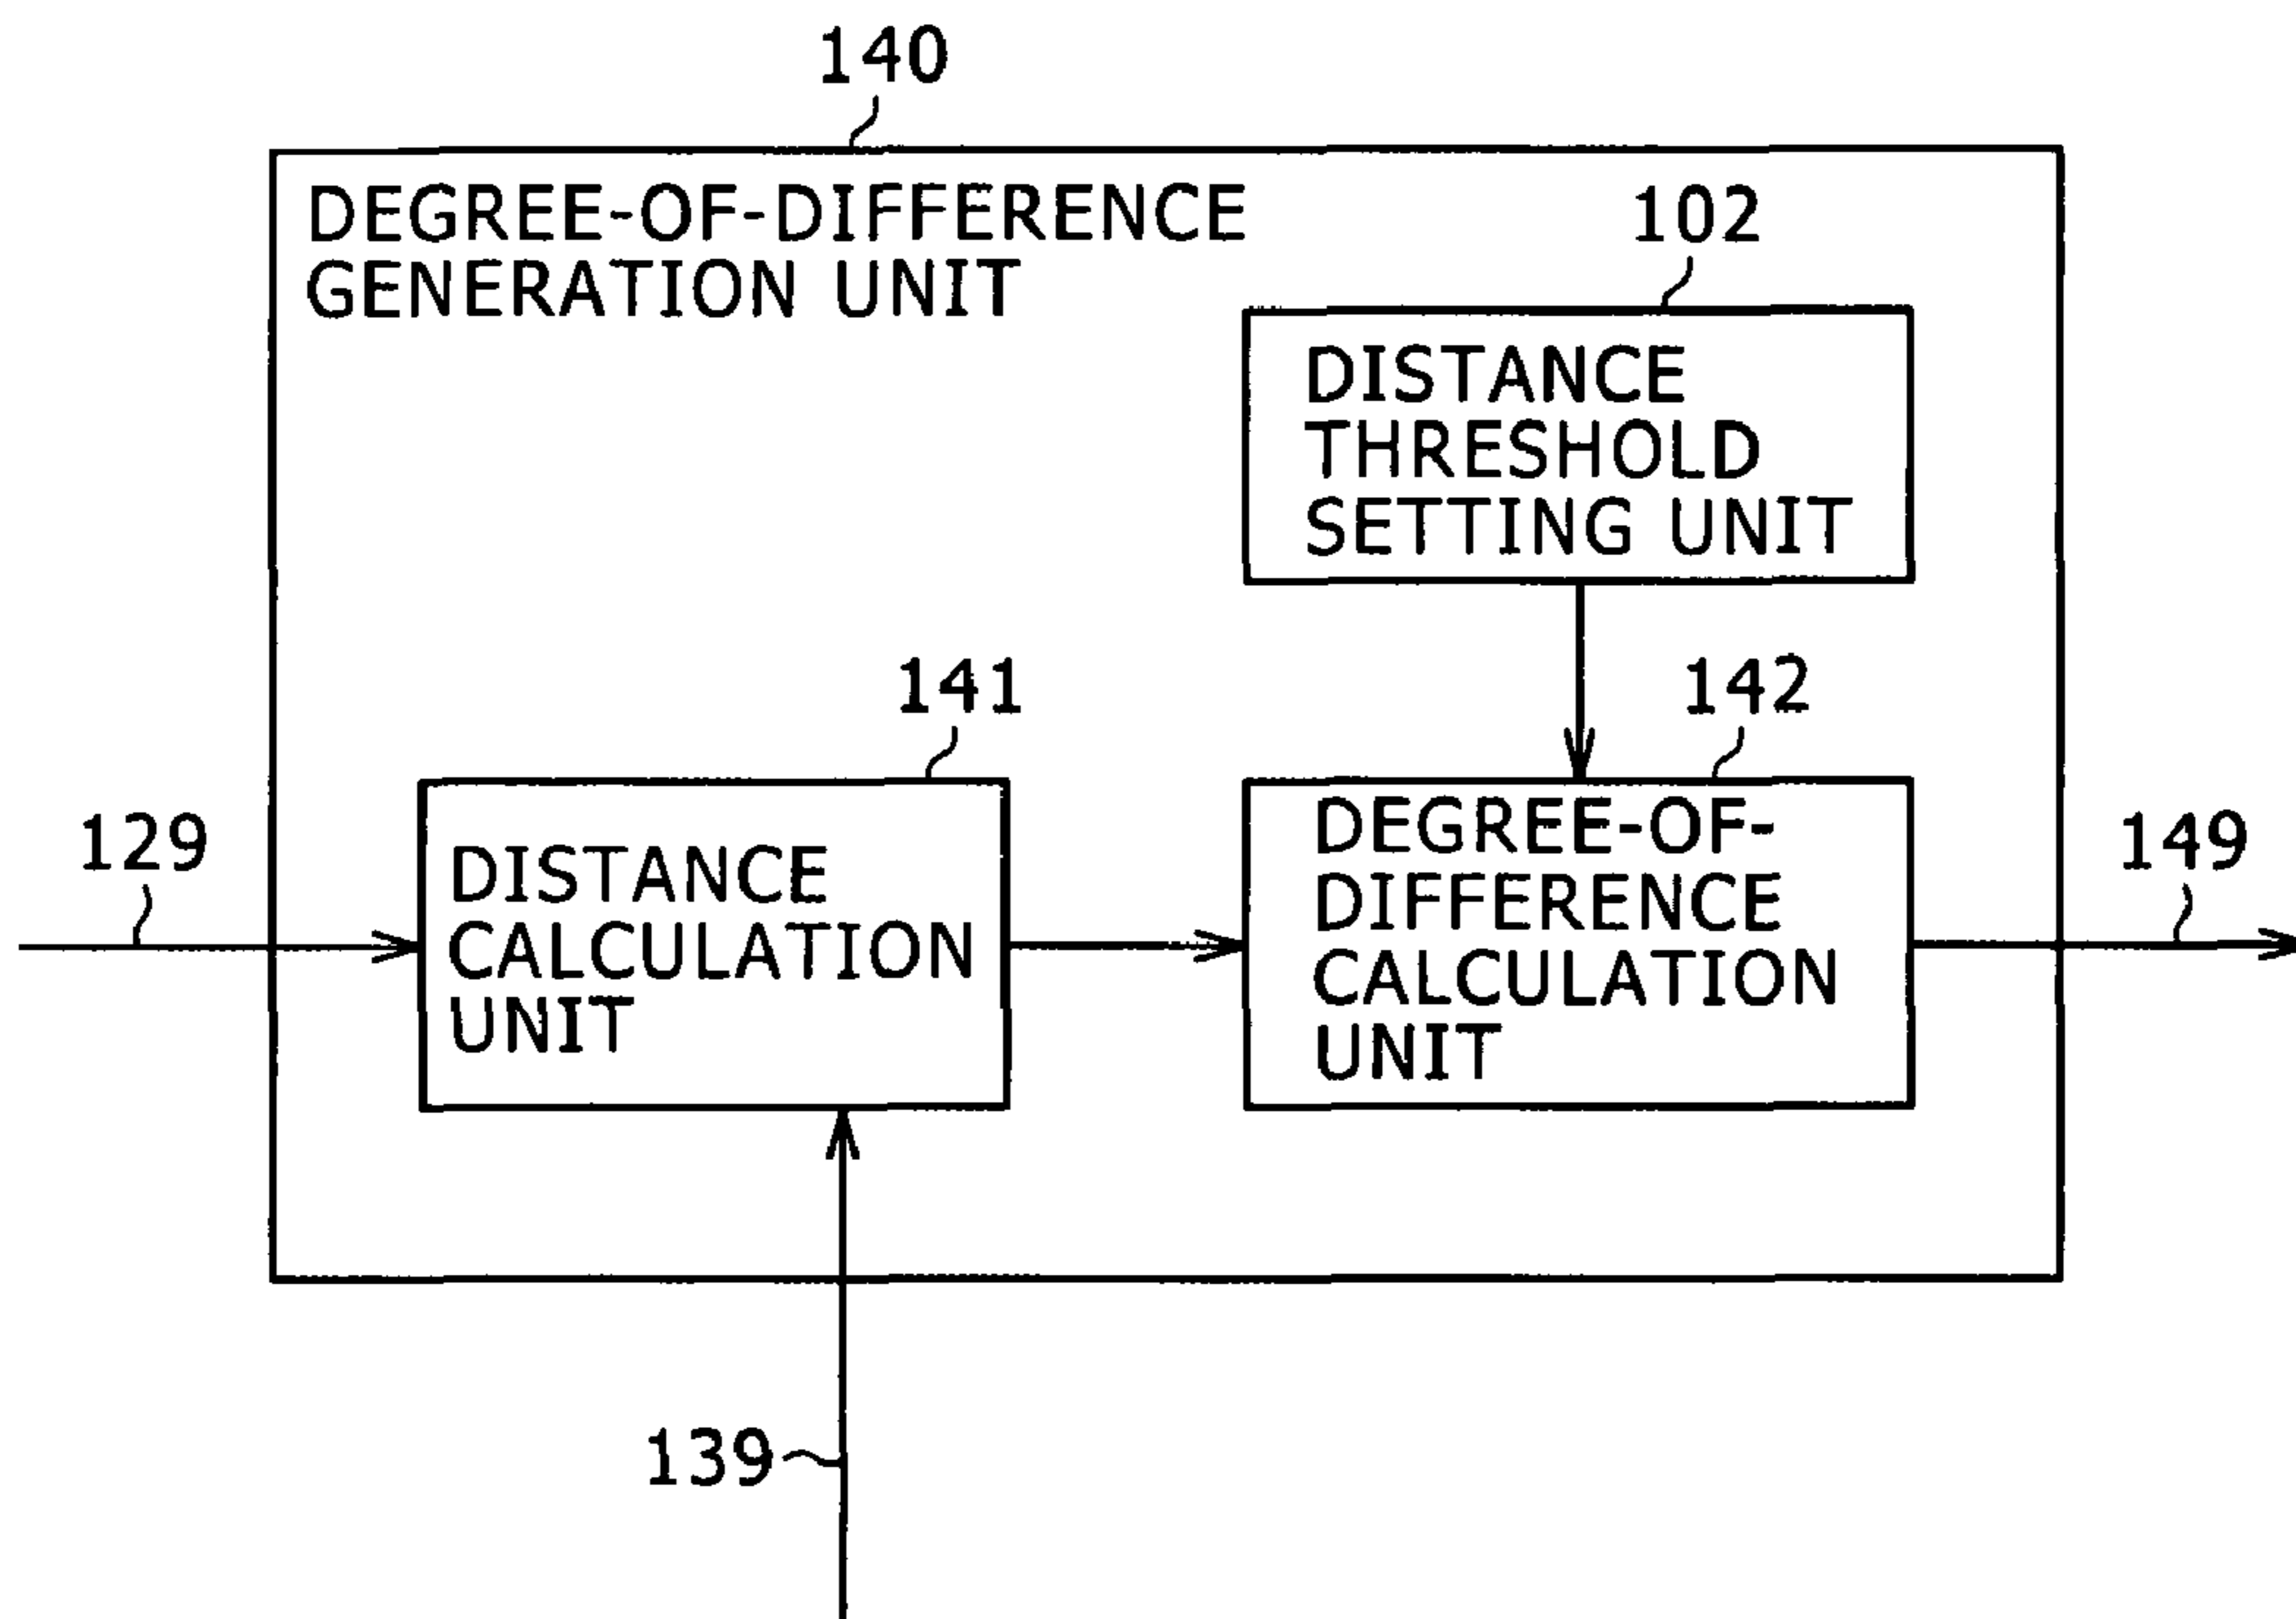 140
DEGREE-OF-DIFFERENCE
GENERATION UNIT
102
DISTANCE
THRESHOLD
SETTING UNIT
141
142
129
DISTANCE
CALCULATION
UNIT
DEGREE-OF-
DIFFERENCE
CALCULATION
UNIT
149
139